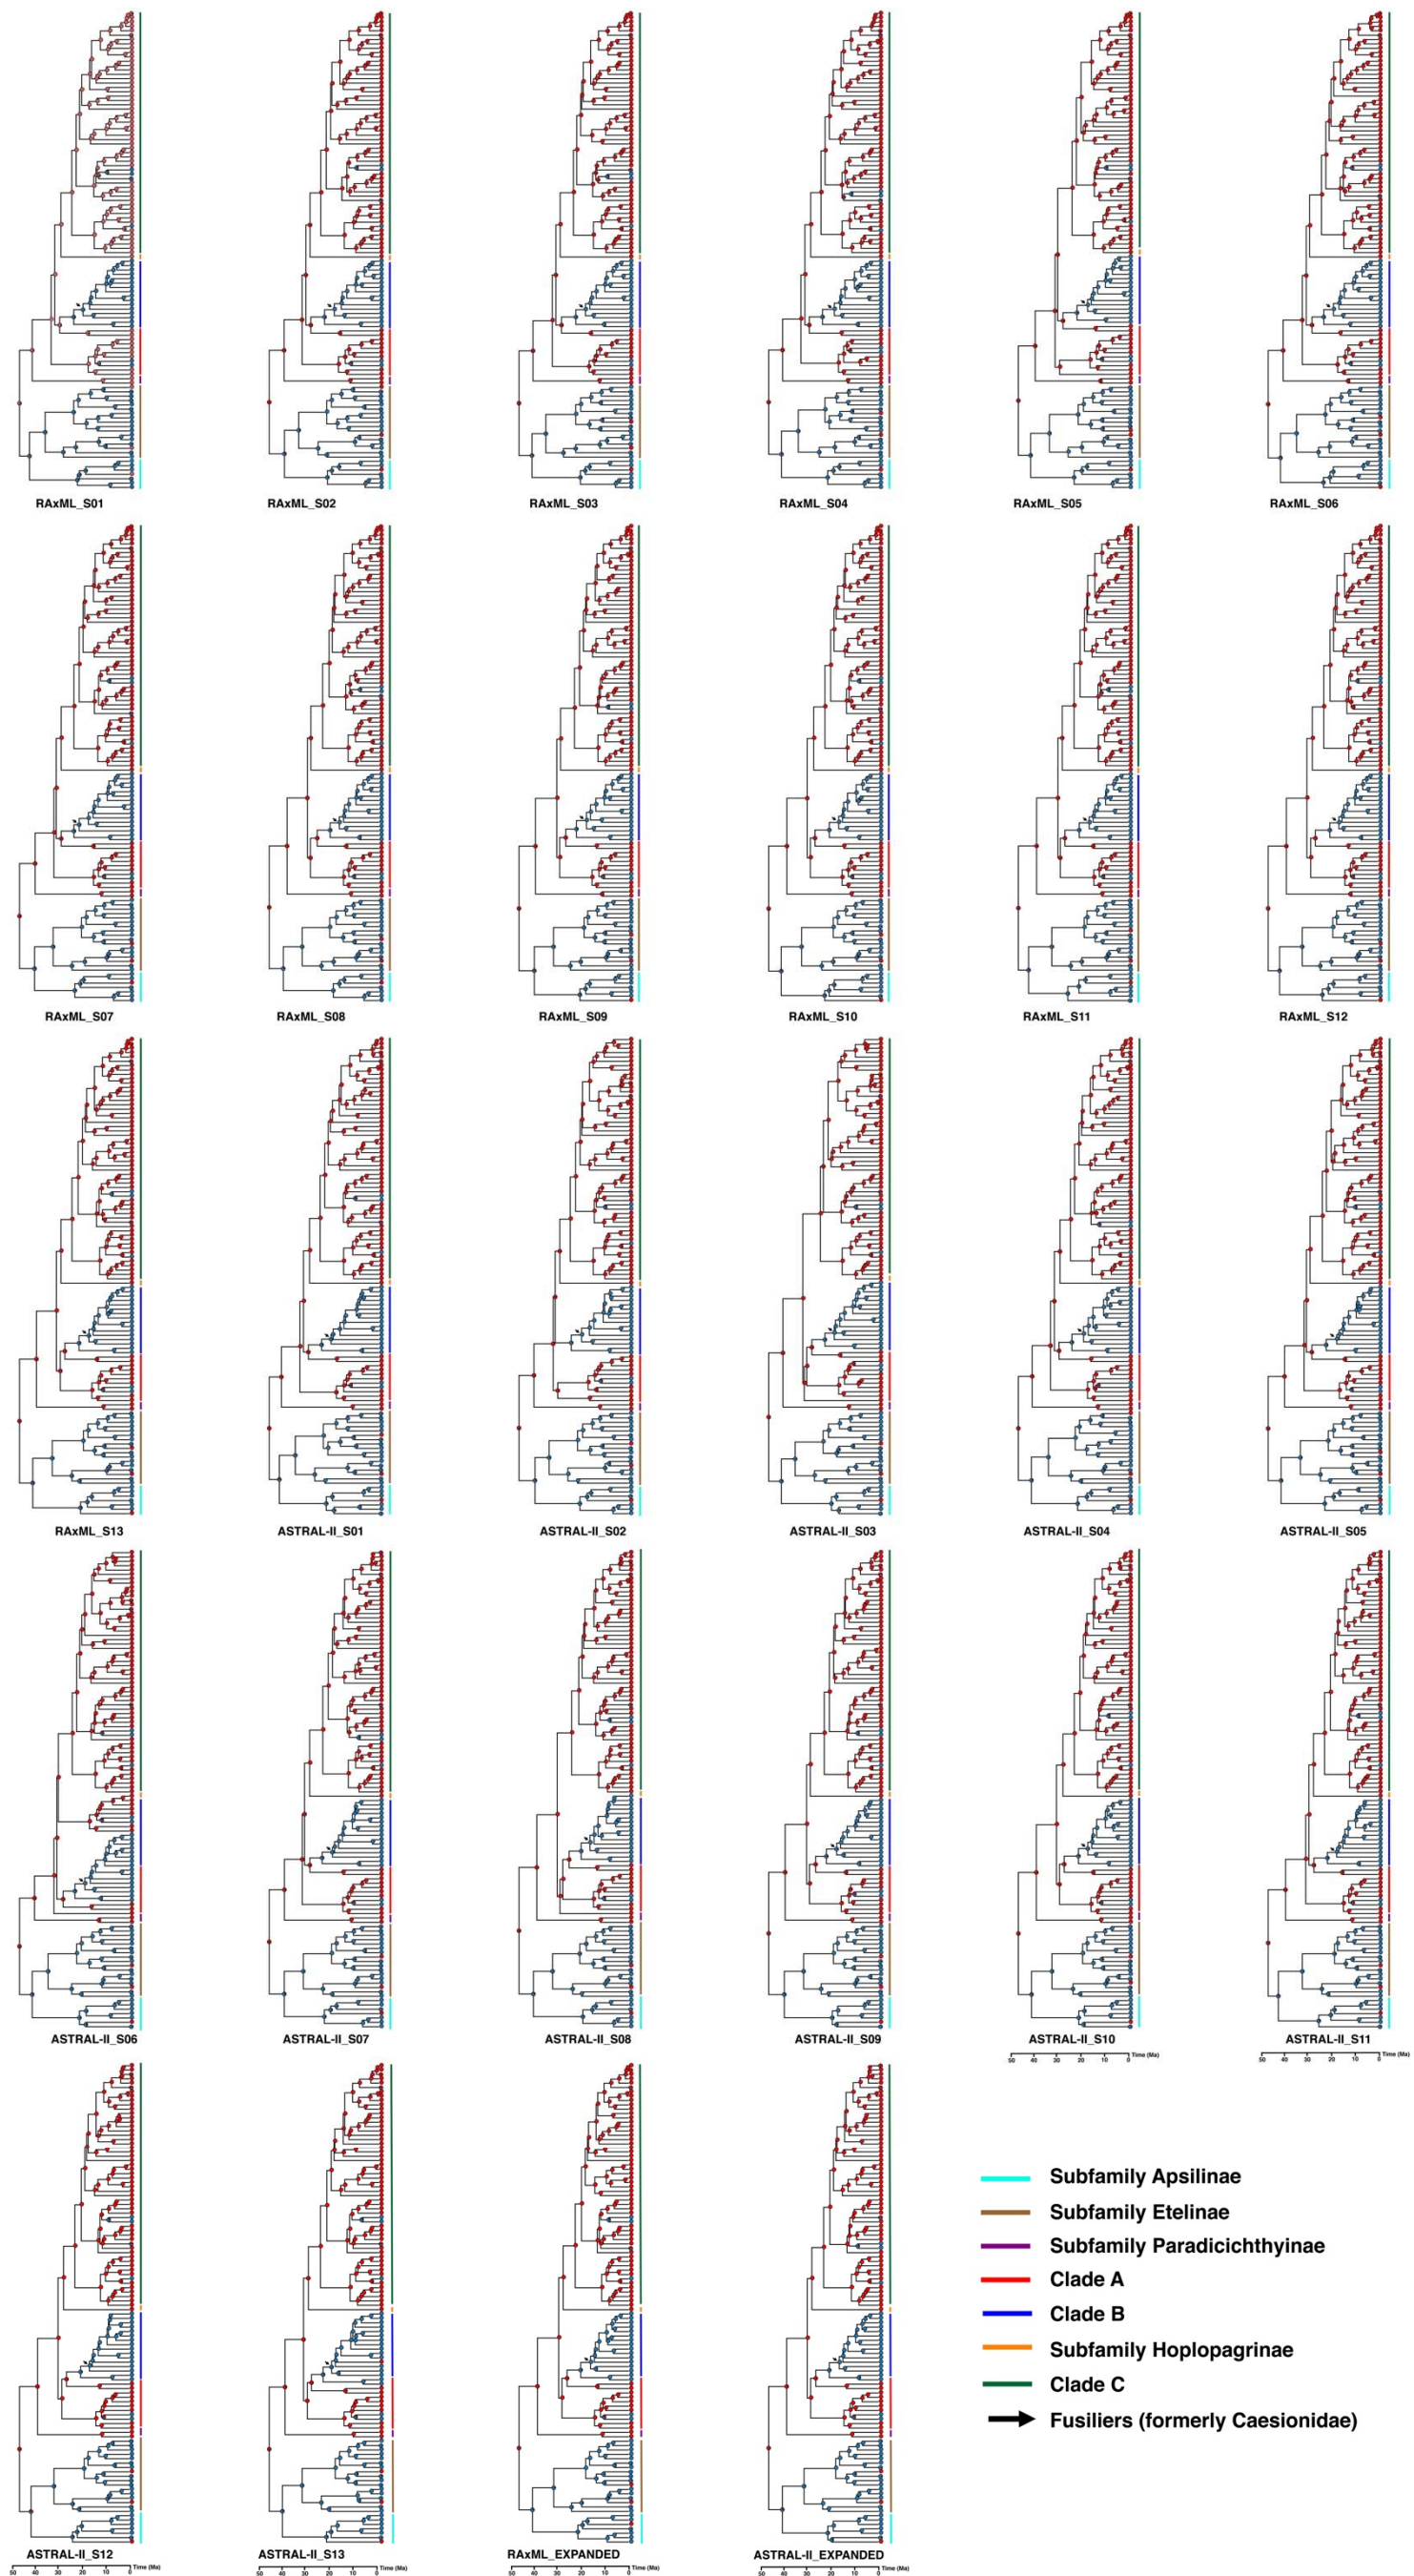 RAxML_S01 RAxML_S02 RAxML_S03 RAxML_S04 RAxML_S05 RAxML_S06
RAxML_S07 RAxML_S08 RAxML_S09 RAxML_S10 RAxML_S11 RAxML_S12
RAxML_S13 ASTRAL-II_S01 ASTRAL-II_S02 ASTRAL-II_S03 ASTRAL-II_S04 ASTRAL-II_S05
ASTRAL-II_S06 ASTRAL-II_S07 ASTRAL-II_S08 ASTRAL-II_S09 ASTRAL-II_S10 ASTRAL-II_S11
Time (Ma) Time (Ma)
50 40 30 20 10 0 50 40 30 20 10 0
Subfamily Apsilinae
Subfamily Etelinae
Subfamily Paradicichthyinae
Clade A
Clade B
Subfamily Hoplopagrinae
Clade C
Fusiliers (formerly Caesionidae)
ASTRAL-II_S12 ASTRAL-II_S13 RAxML_EXPANDED ASTRAL-II_EXPANDED
Time (Ma) Time (Ma) Time (Ma) Time (Ma)
50 40 30 20 10 0 50 40 30 20 10 0 50 40 30 20 10 0 50 40 30 20 10 0